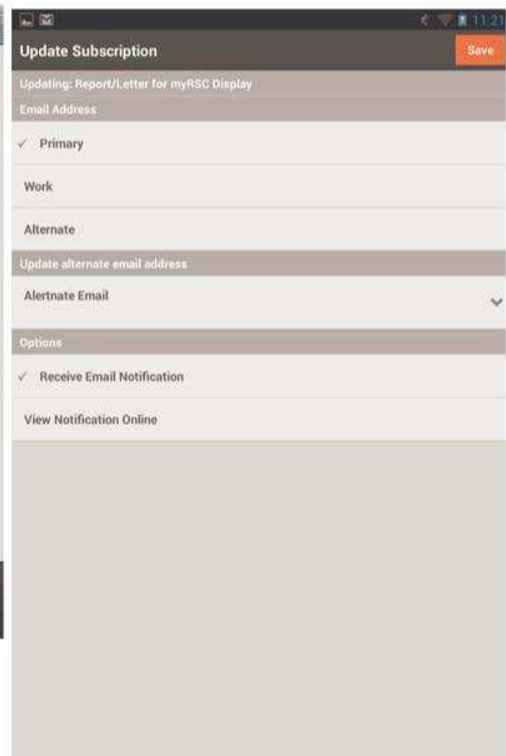 11:21
Update Subscription
Save
Updating: Report/Letter for myRSC Display
Email Address
✓ Primary
Work
Alternate
Update alternate email address
Alertnate Email
Options
✓ Receive Email Notification
View Notification Online